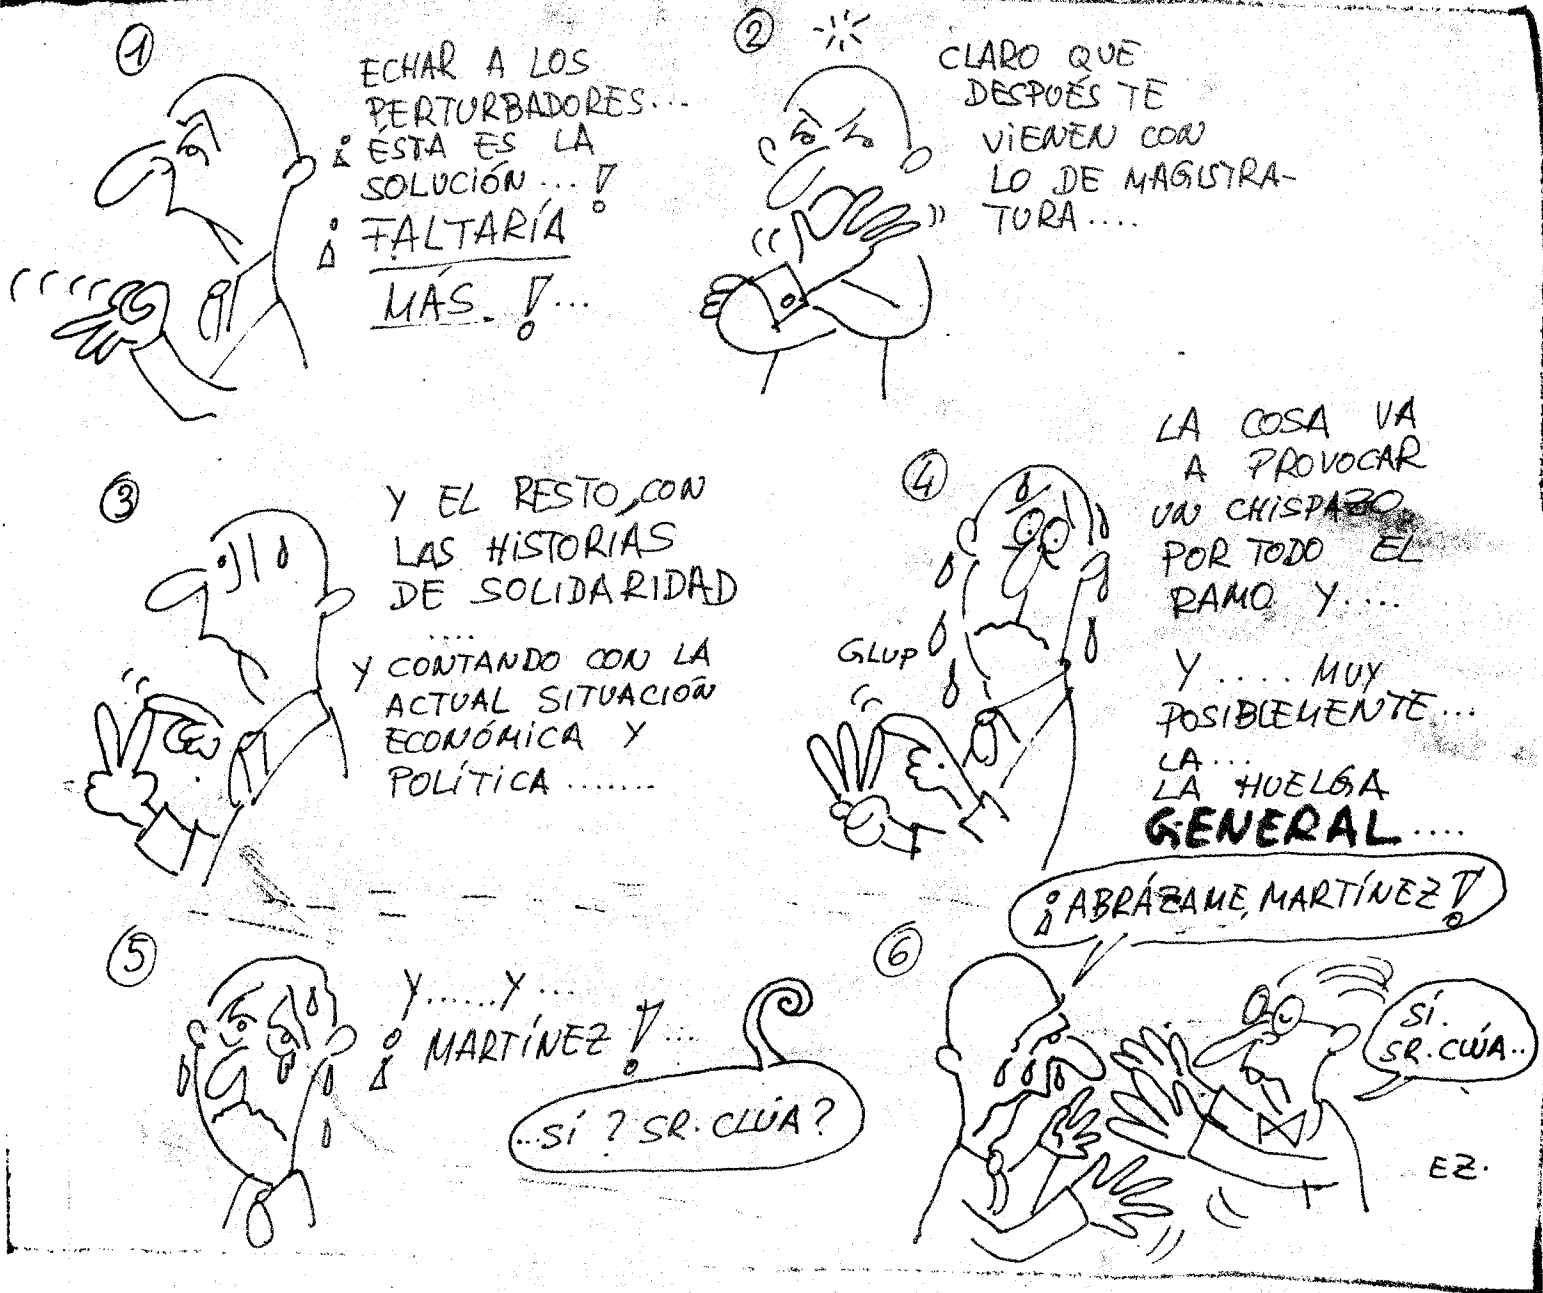 1
ECHAR A LOS
PERTURBADORES...
¡ ÉSTA ES LA
SOLUCIÓN... !
¡ FALTARÍA
MÁS. !...
2
CLARO QUE
DESPUÉS TE
VIENEN CON
LO DE MAGISTRA-
TURA....
3
Y EL RESTO, CON
LAS HISTORIAS
DE SOLIDARIDAD
....
Y CONTANDO CON LA
ACTUAL SITUACIÓN
ECONÓMICA Y
POLÍTICA.......
4
LA COSA VA
A PROVOCAR
UN CHISPAZO.
POR TODO EL
RAMO Y....
GLUP
Y .... MUY
POSIBLEMENTE...
LA...
LA HUELGA
GENERAL....
5
Y......Y...
¡ MARTÍNEZ !...
...SÍ ? SR. CLÚA ?
6
¡ ABRÁZAME, MARTÍNEZ !
SÍ.
SR. CLÚA..
EZ.